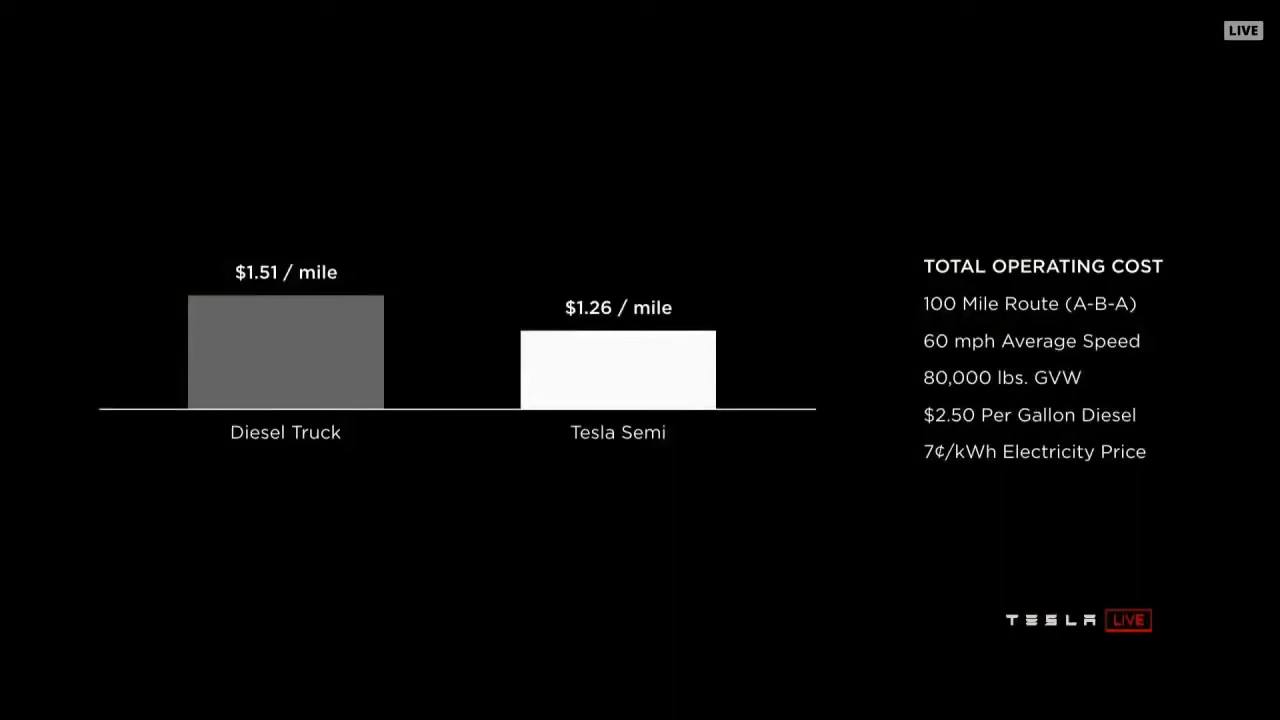 LIVE
$1.51 / mile
$1.26 / mile
Diesel Truck
Tesla Semi
TOTAL OPERATING COST
100 Mile Route (A-B-A)
60 mph Average Speed
80,000 lbs. GVW
$2.50 Per Gallon Diesel
7¢/kWh Electricity Price
TESLA LIVE